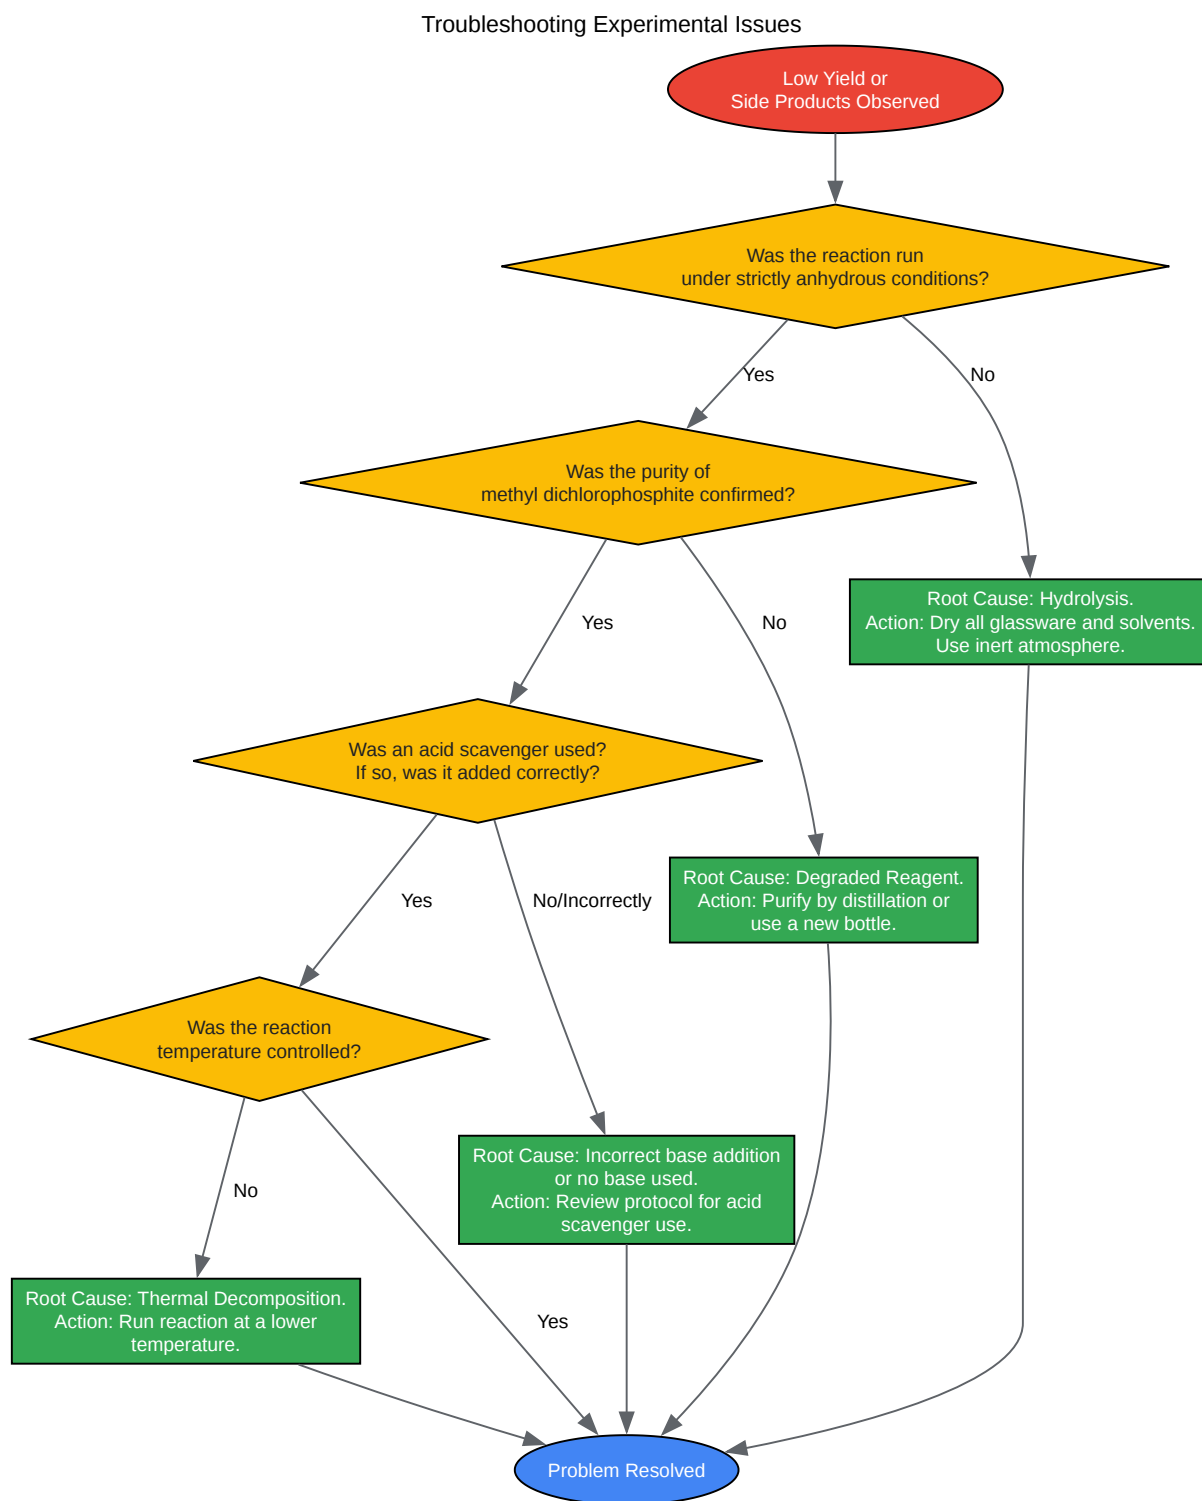 Troubleshooting Experimental Issues
Low Yield or
Side Products Observed
Was the reaction run
under strictly anhydrous conditions?
Yes
No
Was the purity of
methyl dichlorophosphite confirmed?
Root Cause: Hydrolysis.
Action: Dry all glassware and solvents.
Use inert atmosphere.
Yes
No
Was an acid scavenger used?
If so, was it added correctly?
Root Cause: Degraded Reagent.
Action: Purify by distillation or
use a new bottle.
Yes
No/Incorrectly
Was the reaction
temperature controlled?
Root Cause: Incorrect base addition
or no base used.
Action: Review protocol for acid
scavenger use.
No
Yes
Root Cause: Thermal Decomposition.
Action: Run reaction at a lower
temperature.
Problem Resolved